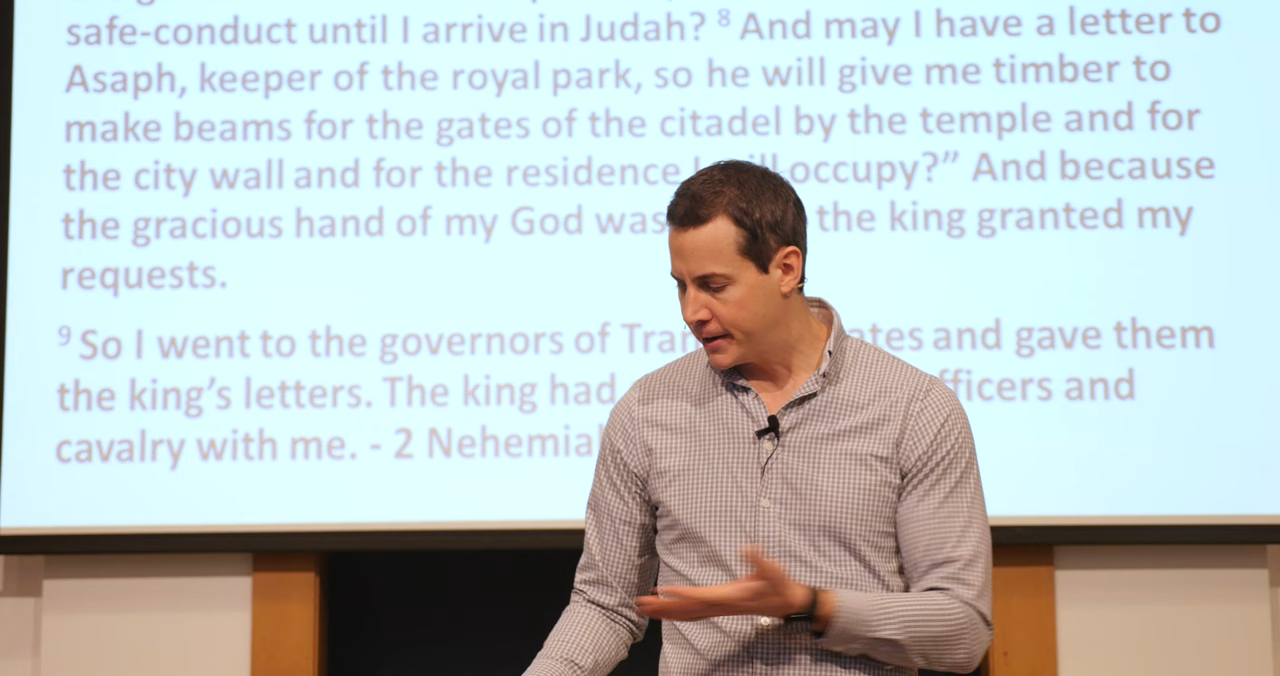 safe-conduct until I arrive in Judah? ⁸ And may I have a letter to
Asaph, keeper of the royal park, so he will give me timber to
make beams for the gates of the citadel by the temple and for
the city wall and for the residence I will occupy?” And because
the gracious hand of my God was the king granted my
requests.
⁹ So I went to the governors of and gave them
the king’s letters. The king had officers and
cavalry with me. - 2 Nehemiah